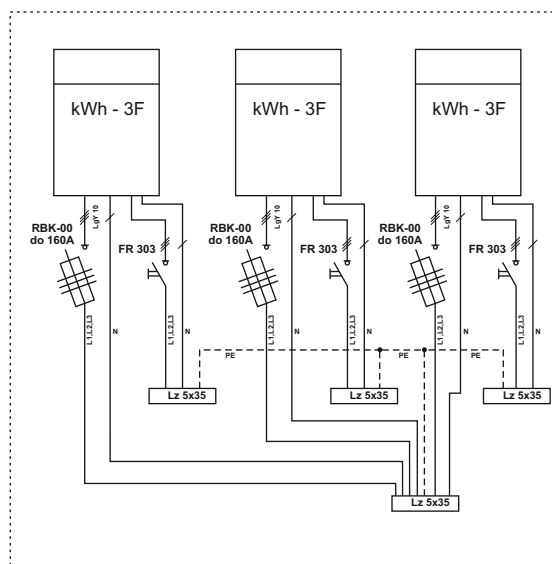 kWh - 3F
kWh - 3F
kWh - 3F
LgY 10
LgY 10
LgY 10
RBK-00
do 160A
FR 303
RBK-00
do 160A
FR 303
RBK-00
do 160A
FR 303
L1,L2,L3
N
L1,L2,L3
N
L1,L2,L3
N
L1,L2,L3
N
L1,L2,L3
N
L1,L2,L3
N
PE
PE
PE
Lz 5x35
Lz 5x35
Lz 5x35
Lz 5x35